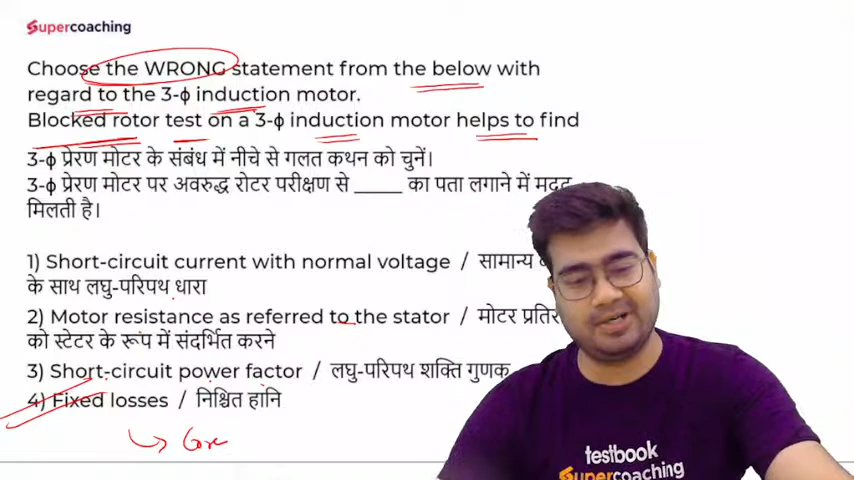 Supercoaching
Choose the WRONG statement from the below with
regard to the 3-ϕ induction motor.
Blocked rotor test on a 3-ϕ induction motor helps to find
3-ϕ प्रेरण मोटर के संबंध में नीचे से गलत कथन को चुनें।
3-ϕ प्रेरण मोटर पर अवरुद्ध रोटर परीक्षण से _____ का पता लगाने में मदद
मिलती है।
1) Short-circuit current with normal voltage / सामान्य
के साथ लघु-परिपथ धारा
2) Motor resistance as referred to the stator / मोटर
को स्टेटर के रूप में संदर्भित करने
3) Short-circuit power factor / लघु-परिपथ शक्ति गुणक
4) Fixed losses / निश्चित हानि
testbook
Supercoaching